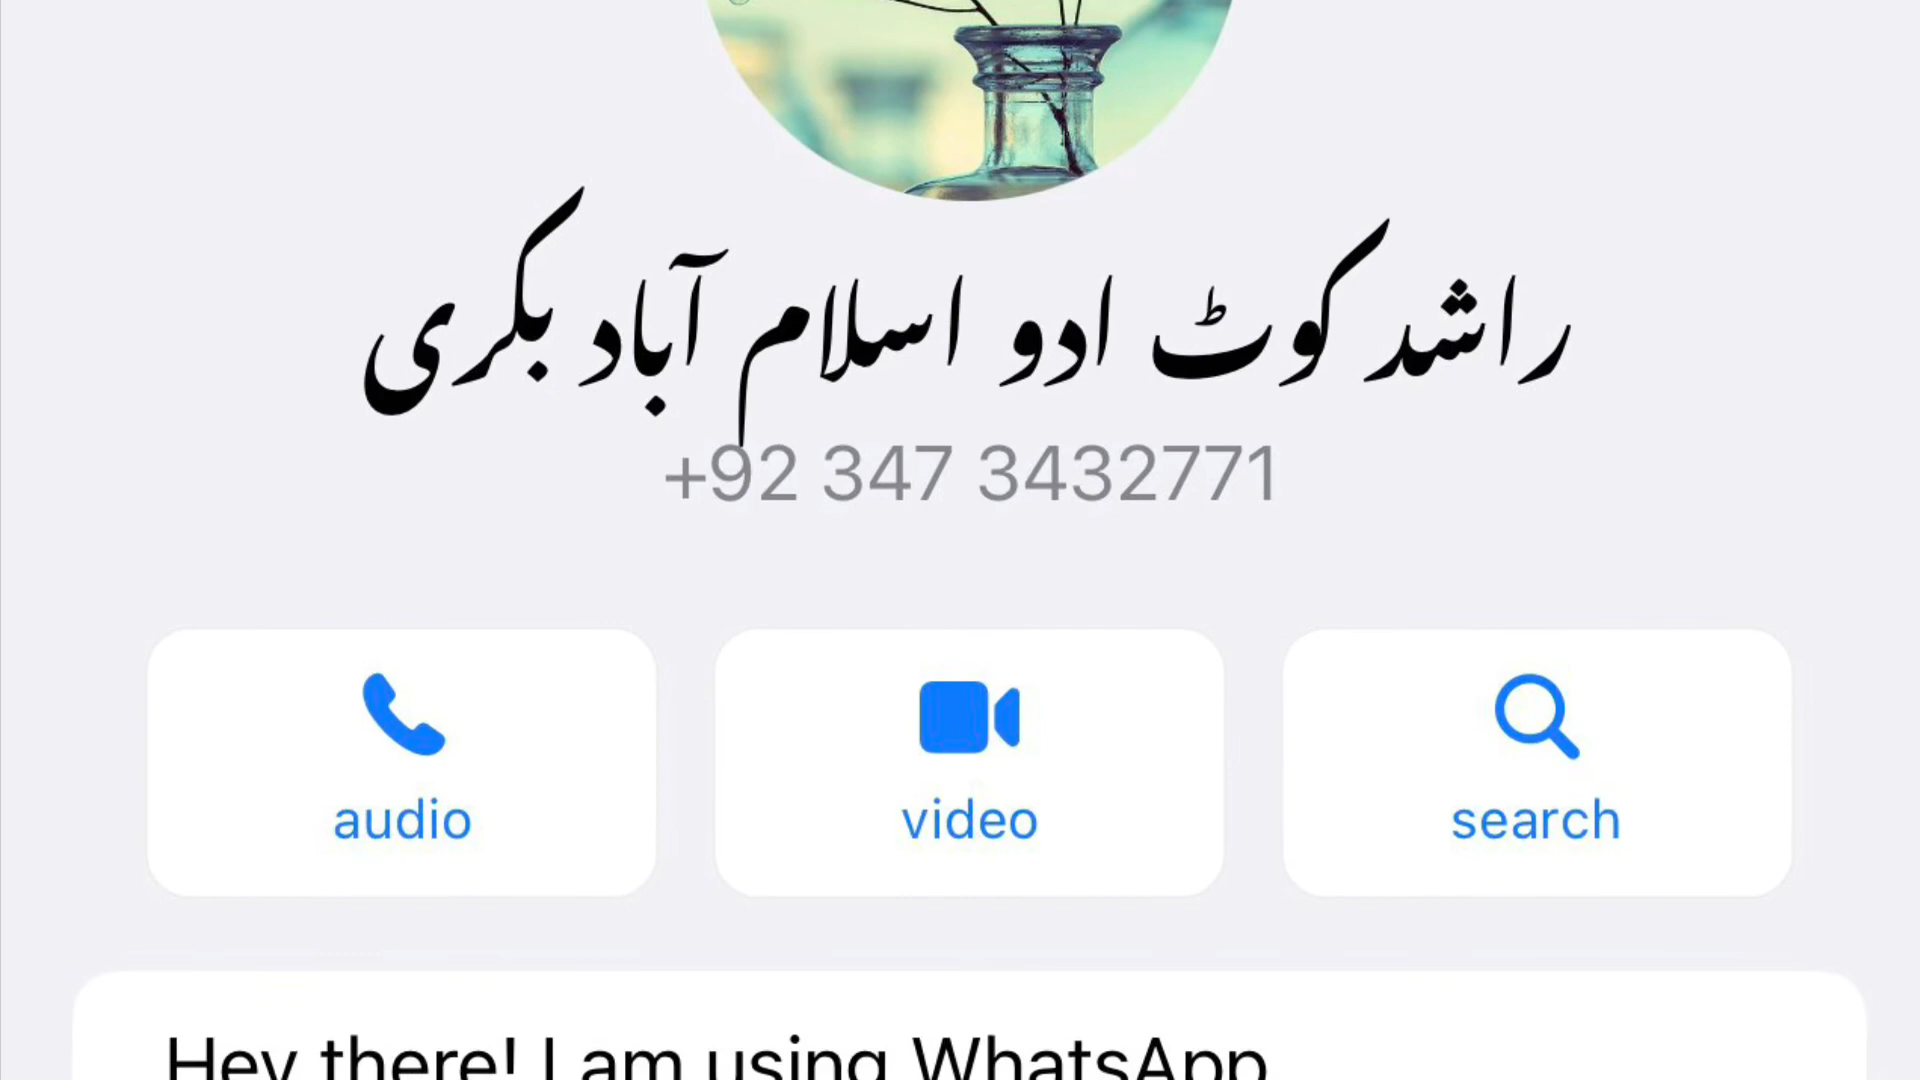 راشد کوٹ ادو اسلام آباد بکری
+92 347 3432771
audio
video
search
Hey there! I am using WhatsApp